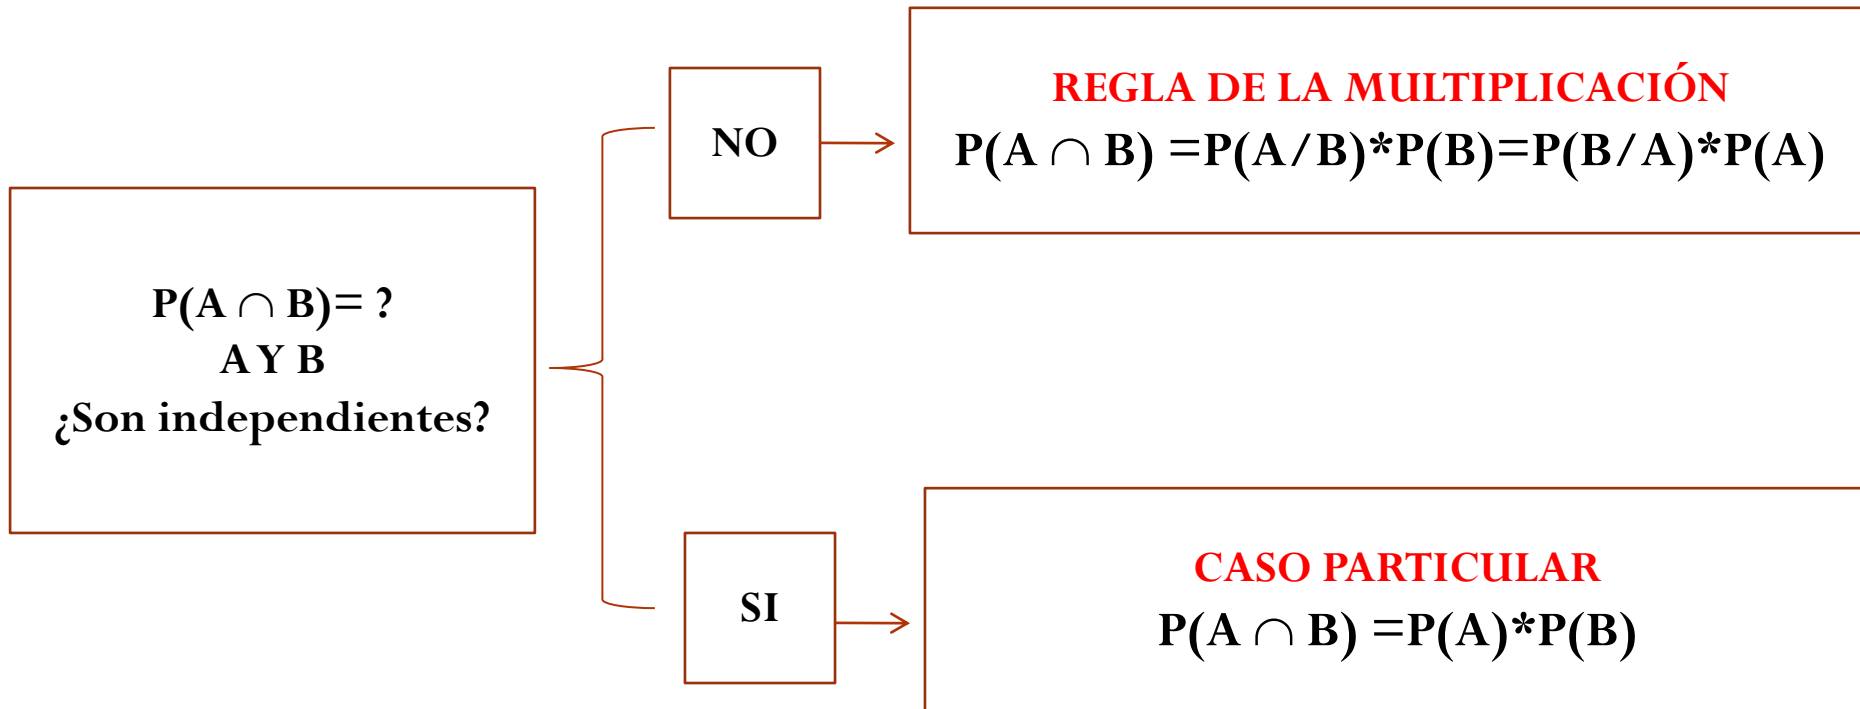 P(A ∩ B)= ?
A Y B
¿Son independientes?
NO
REGLA DE LA MULTIPLICACIÓN
P(A ∩ B) =P(A/B)*P(B)=P(B/A)*P(A)
SI
CASO PARTICULAR
P(A ∩ B) =P(A)*P(B)